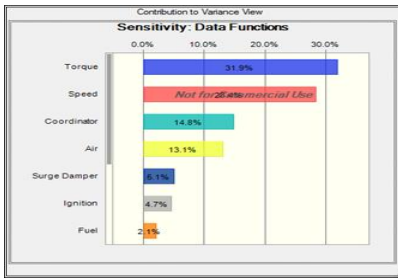 Contribution to Variance View
Sensitivity: Data Functions
0.0% 10.0% 20.0% 30.0%
Torque 31.9%
Speed Not for Commercial Use
Coordinator 14.8%
Air 13.1%
Surge Damper 5.1%
Ignition 4.7%
Fuel 2.1%